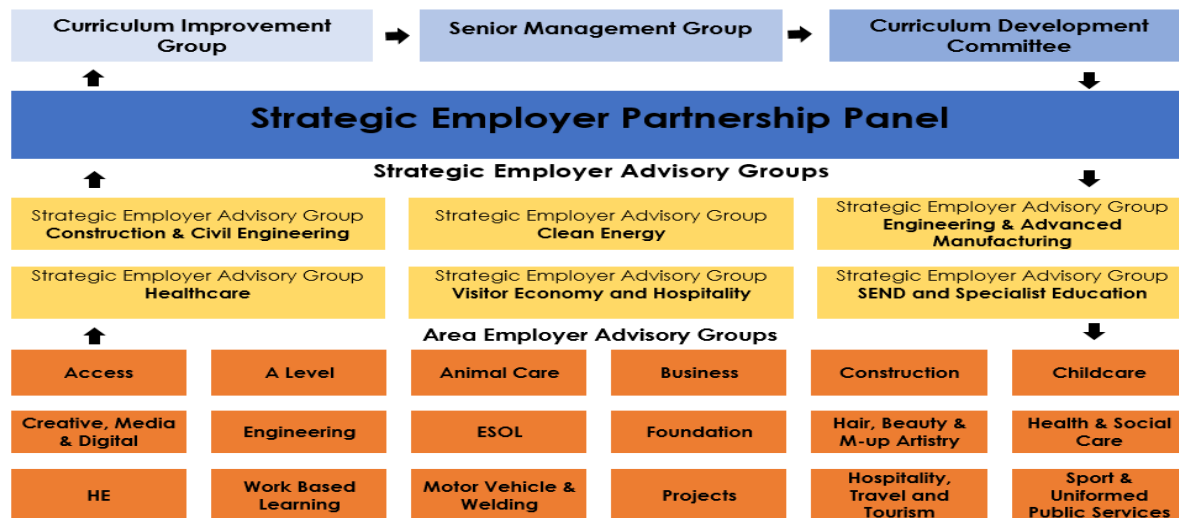 Curriculum Improvement
Group
Senior Management Group
Curriculum Development
Committee
Strategic Employer Partnership Panel
Strategic Employer Advisory Groups
Strategic Employer Advisory Group
Construction & Civil Engineering
Strategic Employer Advisory Group
Clean Energy
Strategic Employer Advisory Group
Engineering & Advanced
Manufacturing
Strategic Employer Advisory Group
Healthcare
Strategic Employer Advisory Group
Visitor Economy and Hospitality
Strategic Employer Advisory Group
SEND and Specialist Education
Area Employer Advisory Groups
Access
A Level
Animal Care
Business
Construction
Childcare
Creative, Media
& Digital
Engineering
ESOL
Foundation
Hair, Beauty &
M-up Artistry
Health & Social
Care
HE
Work Based
Learning
Motor Vehicle &
Welding
Projects
Hospitality,
Travel and
Tourism
Sport &
Uniformed
Public Services